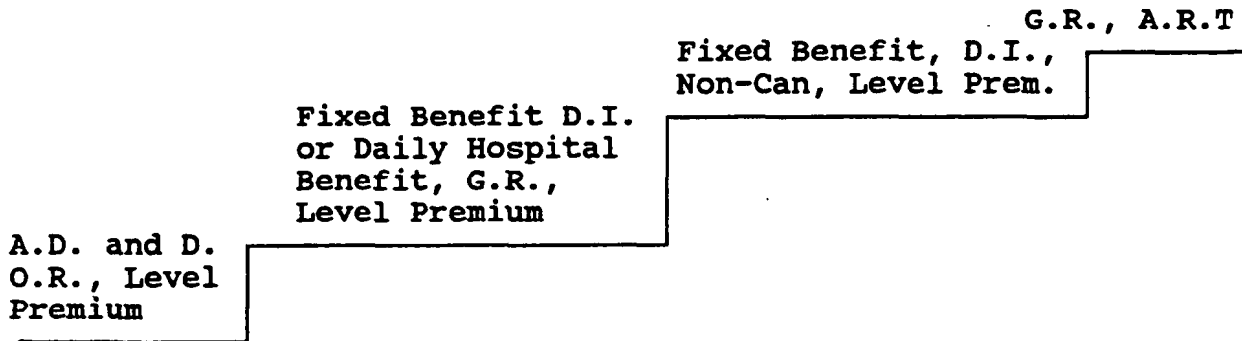 G.R., A.R.T
Fixed Benefit, D.I.,
Non-Can, Level Prem.
Fixed Benefit D.I.
or Daily Hospital
Benefit, G.R.,
Level Premium
A.D. and D.
O.R., Level
Premium